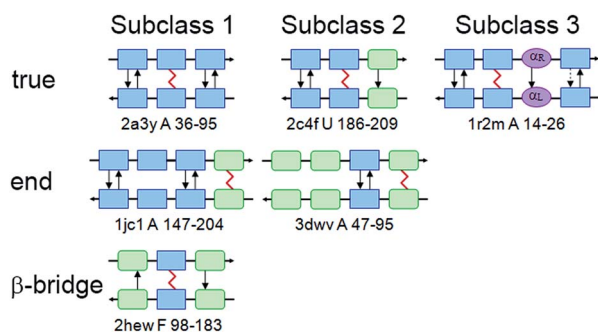 Subclass 1 Subclass 2 Subclass 3
true
αR
αL
2a3y A 36-95 2c4f U 186-209 1r2m A 14-26
end
1jc1 A 147-204 3dwv A 47-95
β-bridge
2hew F 98-183